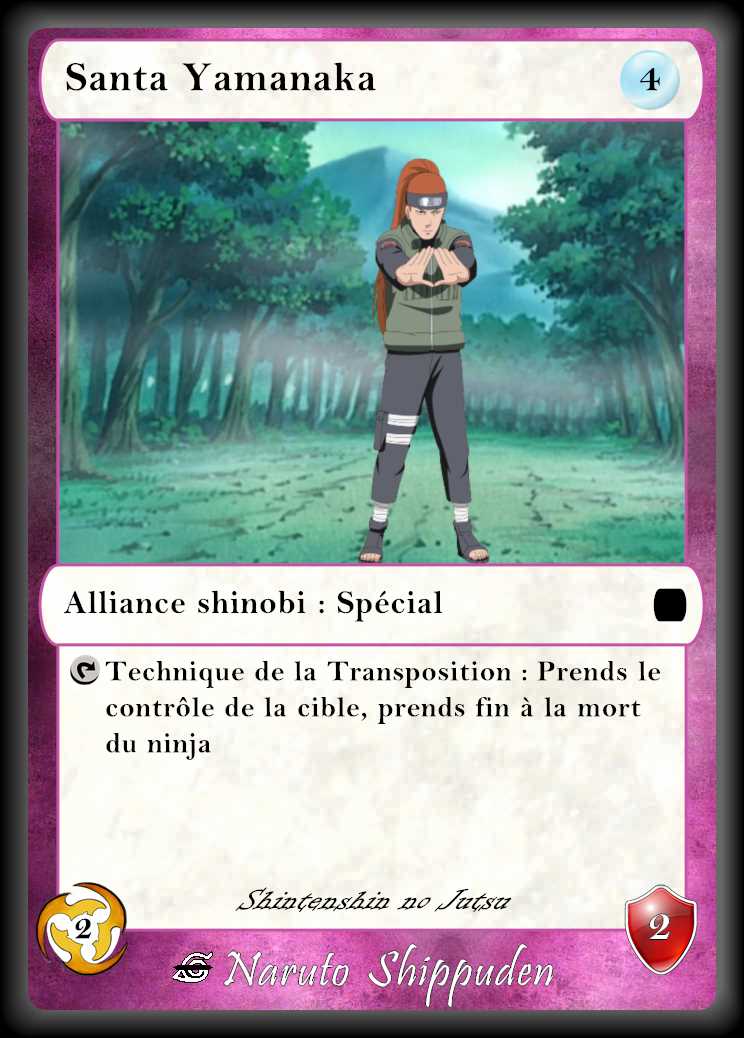 Santa Yamanaka
4
Alliance shinobi : Spécial
Technique de la Transposition : Prends le
contrôle de la cible, prends fin à la mort
du ninja
Shintenshin no Jutsu
2
2
Naruto Shippuden